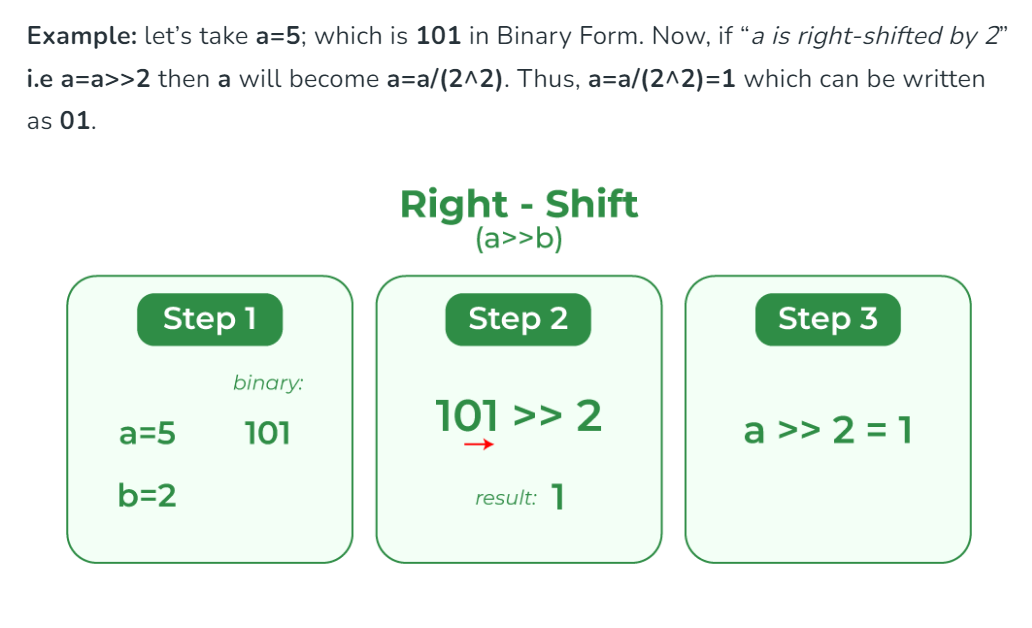 Example: let’s take a=5; which is 101 in Binary Form. Now, if “a is right-shifted by 2”
i.e a=a>>2 then a will become a=a/(2^2). Thus, a=a/(2^2)=1 which can be written
as 01.
Right - Shift
(a>>b)
Step 1
binary:
a=5 101
b=2
Step 2
101 >> 2
result: 1
Step 3
a >> 2 = 1